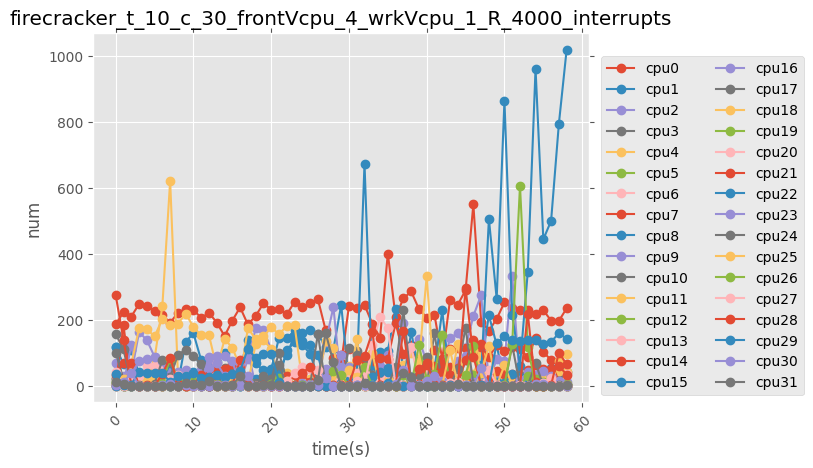 firecracker_t_10_c_30_frontVcpu_4_wrkVcpu_1_R_4000_interrupts
num
1000
800
600
400
200
0
0
10
20
30
40
50
60
time(s)
cpu0
cpu1
cpu2
cpu3
cpu4
cpu5
cpu6
cpu7
cpu8
cpu9
cpu10
cpu11
cpu12
cpu13
cpu14
cpu15
cpu16
cpu17
cpu18
cpu19
cpu20
cpu21
cpu22
cpu23
cpu24
cpu25
cpu26
cpu27
cpu28
cpu29
cpu30
cpu31